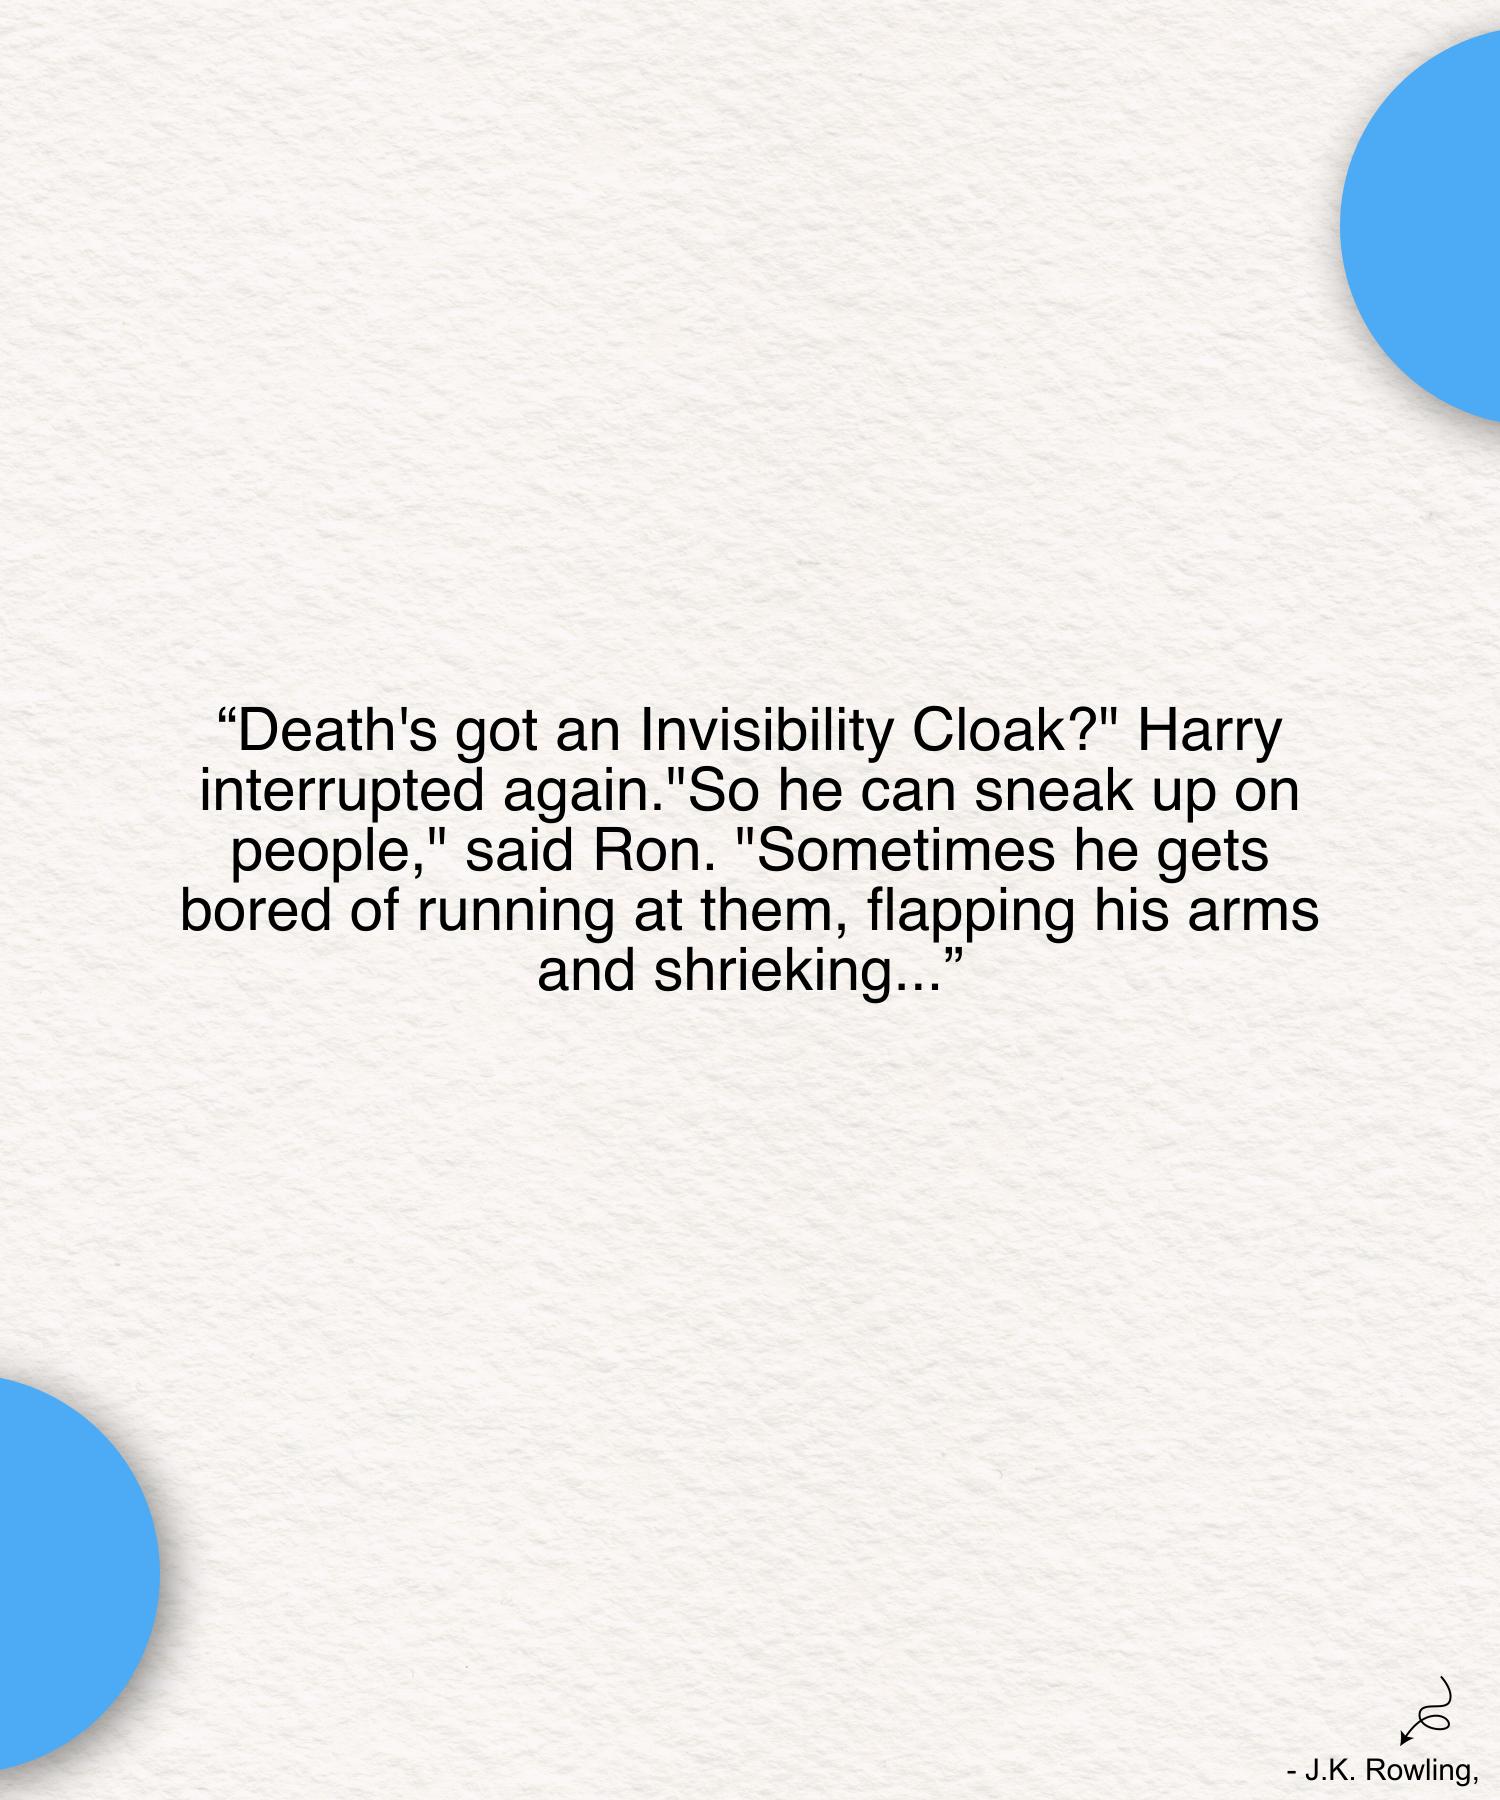 “Death's got an Invisibility Cloak?" Harry
interrupted again."So he can sneak up on
people," said Ron. "Sometimes he gets
bored of running at them, flapping his arms
and shrieking...”
- J.K. Rowling,